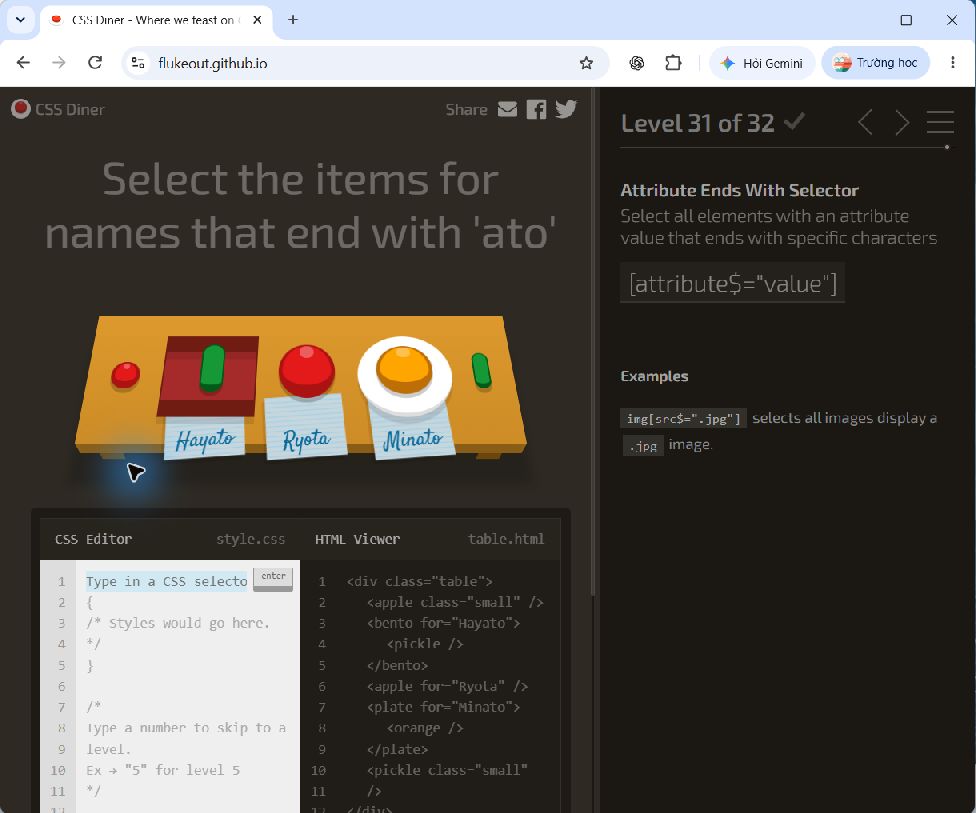 CSS Diner - Where we feast on
flukeout.github.io
Hỏi Gemini
Trường học
CSS Diner
Share
Select the items for
names that end with 'ato'
Hayato
Ryota
Minato
CSS Editor
style.css
HTML Viewer
table.html
1 Type in a CSS selecto
enter
2 {
3 /* Styles would go here.
4 */
5 }
6
7 /*
8 Type a number to skip to a
9 level.
10 Ex → "5" for level 5
11 */
12
1 <div class="table">
2 <apple class="small" />
3 <bento for="Hayato">
4 <pickle />
5 </bento>
6 <apple for="Ryota" />
7 <plate for="Minato">
8 <orange />
9 </plate>
10 <pickle class="small"
11 />
12 </div>
Level 31 of 32
Attribute Ends With Selector
Select all elements with an attribute
value that ends with specific characters
[attribute$="value"]
Examples
img[src$=".jpg"] selects all images display a
.jpg image.